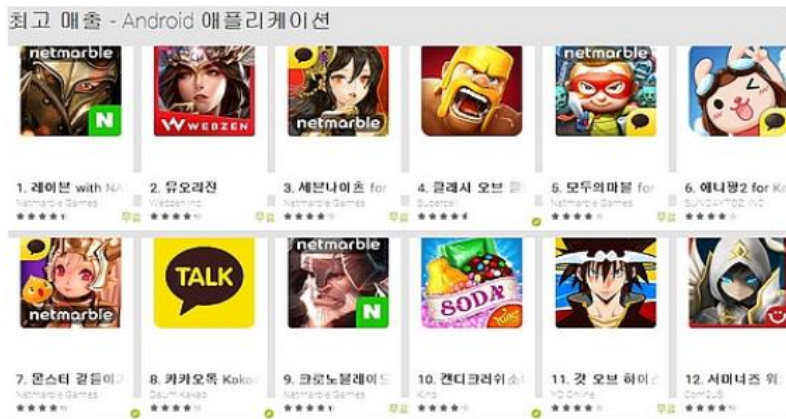 최고 매출 - Android 애플리케이션
netmarble
N
WEBZEN
netmarble
netmarble
1. 레이븐 with NA
2. 뮤오리진
3. 세븐나이츠 for
4. 클래시 오브 클
5. 모두의마블 for
6. 애니팡2 for Ka
Netmarble Games
Webzen Inc.
Netmarble Games
Supercell
Netmarble Games
SUNDAYTOZ, INC
무료
무료
무료
netmarble
TALK
netmarble
N
SODA
King
7. 몬스터 길들이기
8. 카카오톡 Kakao
9. 크로노블레이드
10. 캔디크러쉬소
11. 갓 오브 하이
12. 서머너즈 워:
Netmarble Games
Daum Kakao
Netmarble Games
King
YD Online
Com2uS
무료
무료